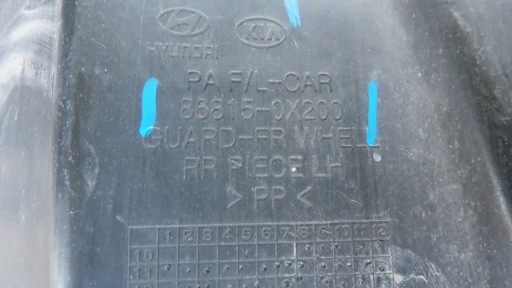 HYUNDAI KIA
PA F/L-CAR
86815-0X200
GUARD-FR WHELL
RR PIECE LH
> PP <
1 2 3 4 5 6 7 8 9 10 11 12
10
11